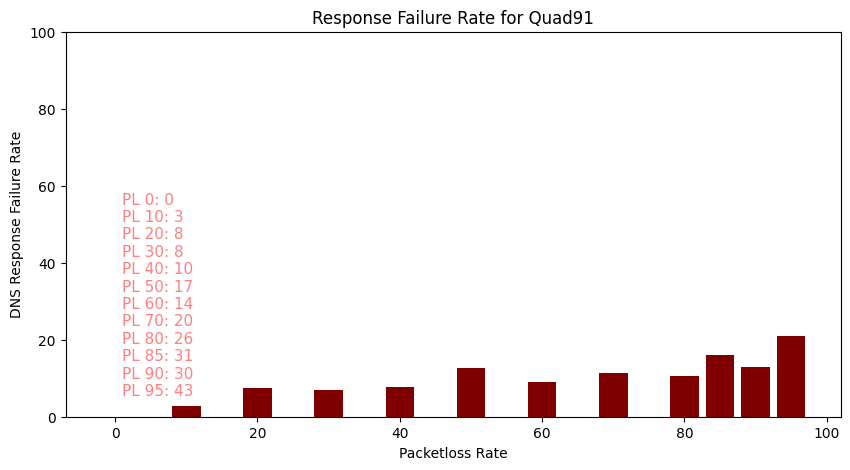 Response Failure Rate for Quad91
100
80
60
40
20
0
DNS Response Failure Rate
PL 0: 0
PL 10: 3
PL 20: 8
PL 30: 8
PL 40: 10
PL 50: 17
PL 60: 14
PL 70: 20
PL 80: 26
PL 85: 31
PL 90: 30
PL 95: 43
0 20 40 60 80 100
Packetloss Rate